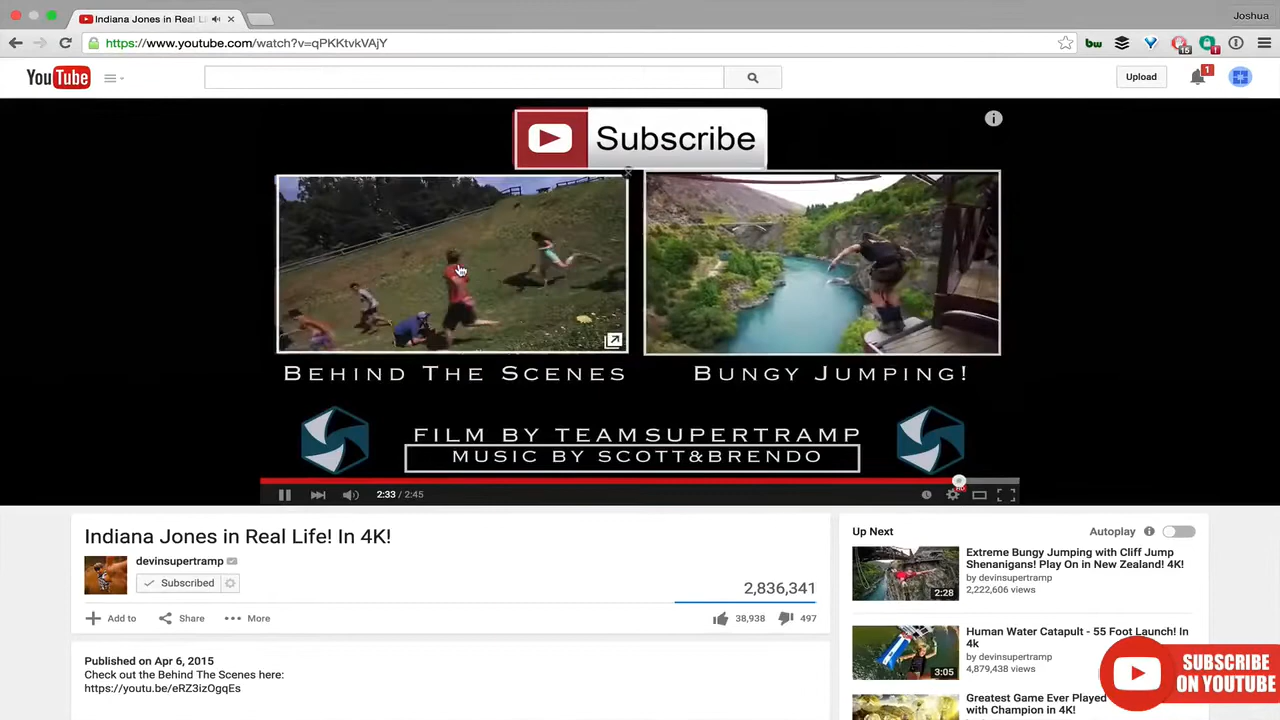 Indiana Jones in Real Li
Joshua
https://www.youtube.com/watch?v=qPKKtvkVAjY
bw
16
1
YouTube
Upload
1
Subscribe
BEHIND THE SCENES
BUNGY JUMPING!
FILM BY TEAMSUPERTRAMP
MUSIC BY SCOTT&BRENDO
2:33 / 2:45
HD
Indiana Jones in Real Life! In 4K!
devinsupertramp
Subscribed
2,836,341
Add to
Share
More
38,938
497
Published on Apr 6, 2015
Check out the Behind The Scenes here:
https://youtu.be/eRZ3izOgqEs
Up Next
Autoplay
2:28
Extreme Bungy Jumping with Cliff Jump
Shenanigans! Play On in New Zealand! 4K!
by devinsupertramp
2,222,606 views
3:05
Human Water Catapult - 55 Foot Launch! In
4k
by devinsupertramp
4,879,438 views
Greatest Game Ever Played
with Champion in 4K!
SUBSCRIBE
ON YOUTUBE